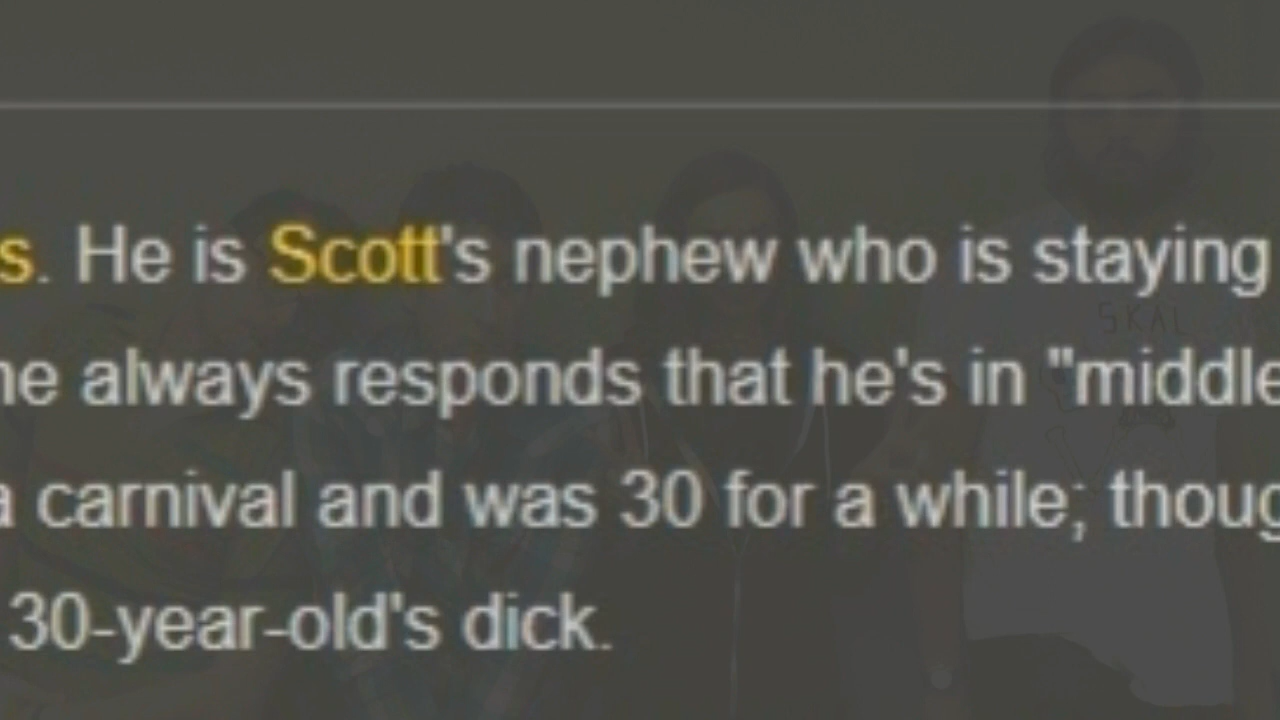 s. He is Scott's nephew who is staying
he always responds that he's in "middle
a carnival and was 30 for a while; thoug
30-year-old's dick.
SKAL